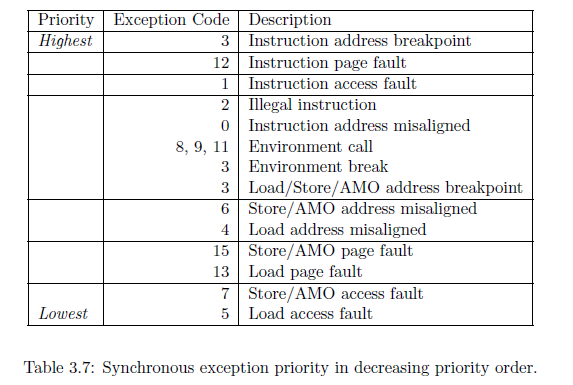 Priority Exception Code Description
Highest 3 Instruction address breakpoint
12 Instruction page fault
1 Instruction access fault
2 Illegal instruction
0 Instruction address misaligned
8, 9, 11 Environment call
3 Environment break
3 Load/Store/AMO address breakpoint
6 Store/AMO address misaligned
4 Load address misaligned
15 Store/AMO page fault
13 Load page fault
7 Store/AMO access fault
Lowest 5 Load access fault
Table 3.7: Synchronous exception priority in decreasing priority order.